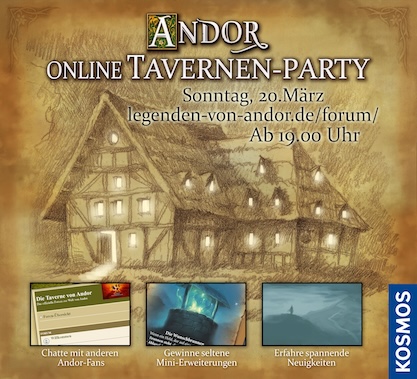 ANDOR
ONLINE TAVERNEN-PARTY
Sonntag, 20.März
legenden-von-andor.de/forum/
Ab 19.00 Uhr
Die Taverne von Andor
Chatte mit anderen
Andor-Fans
Gewinne seltene
Mini-Erweiterungen
Erfahre spannende
Neuigkeiten
KOSMOS